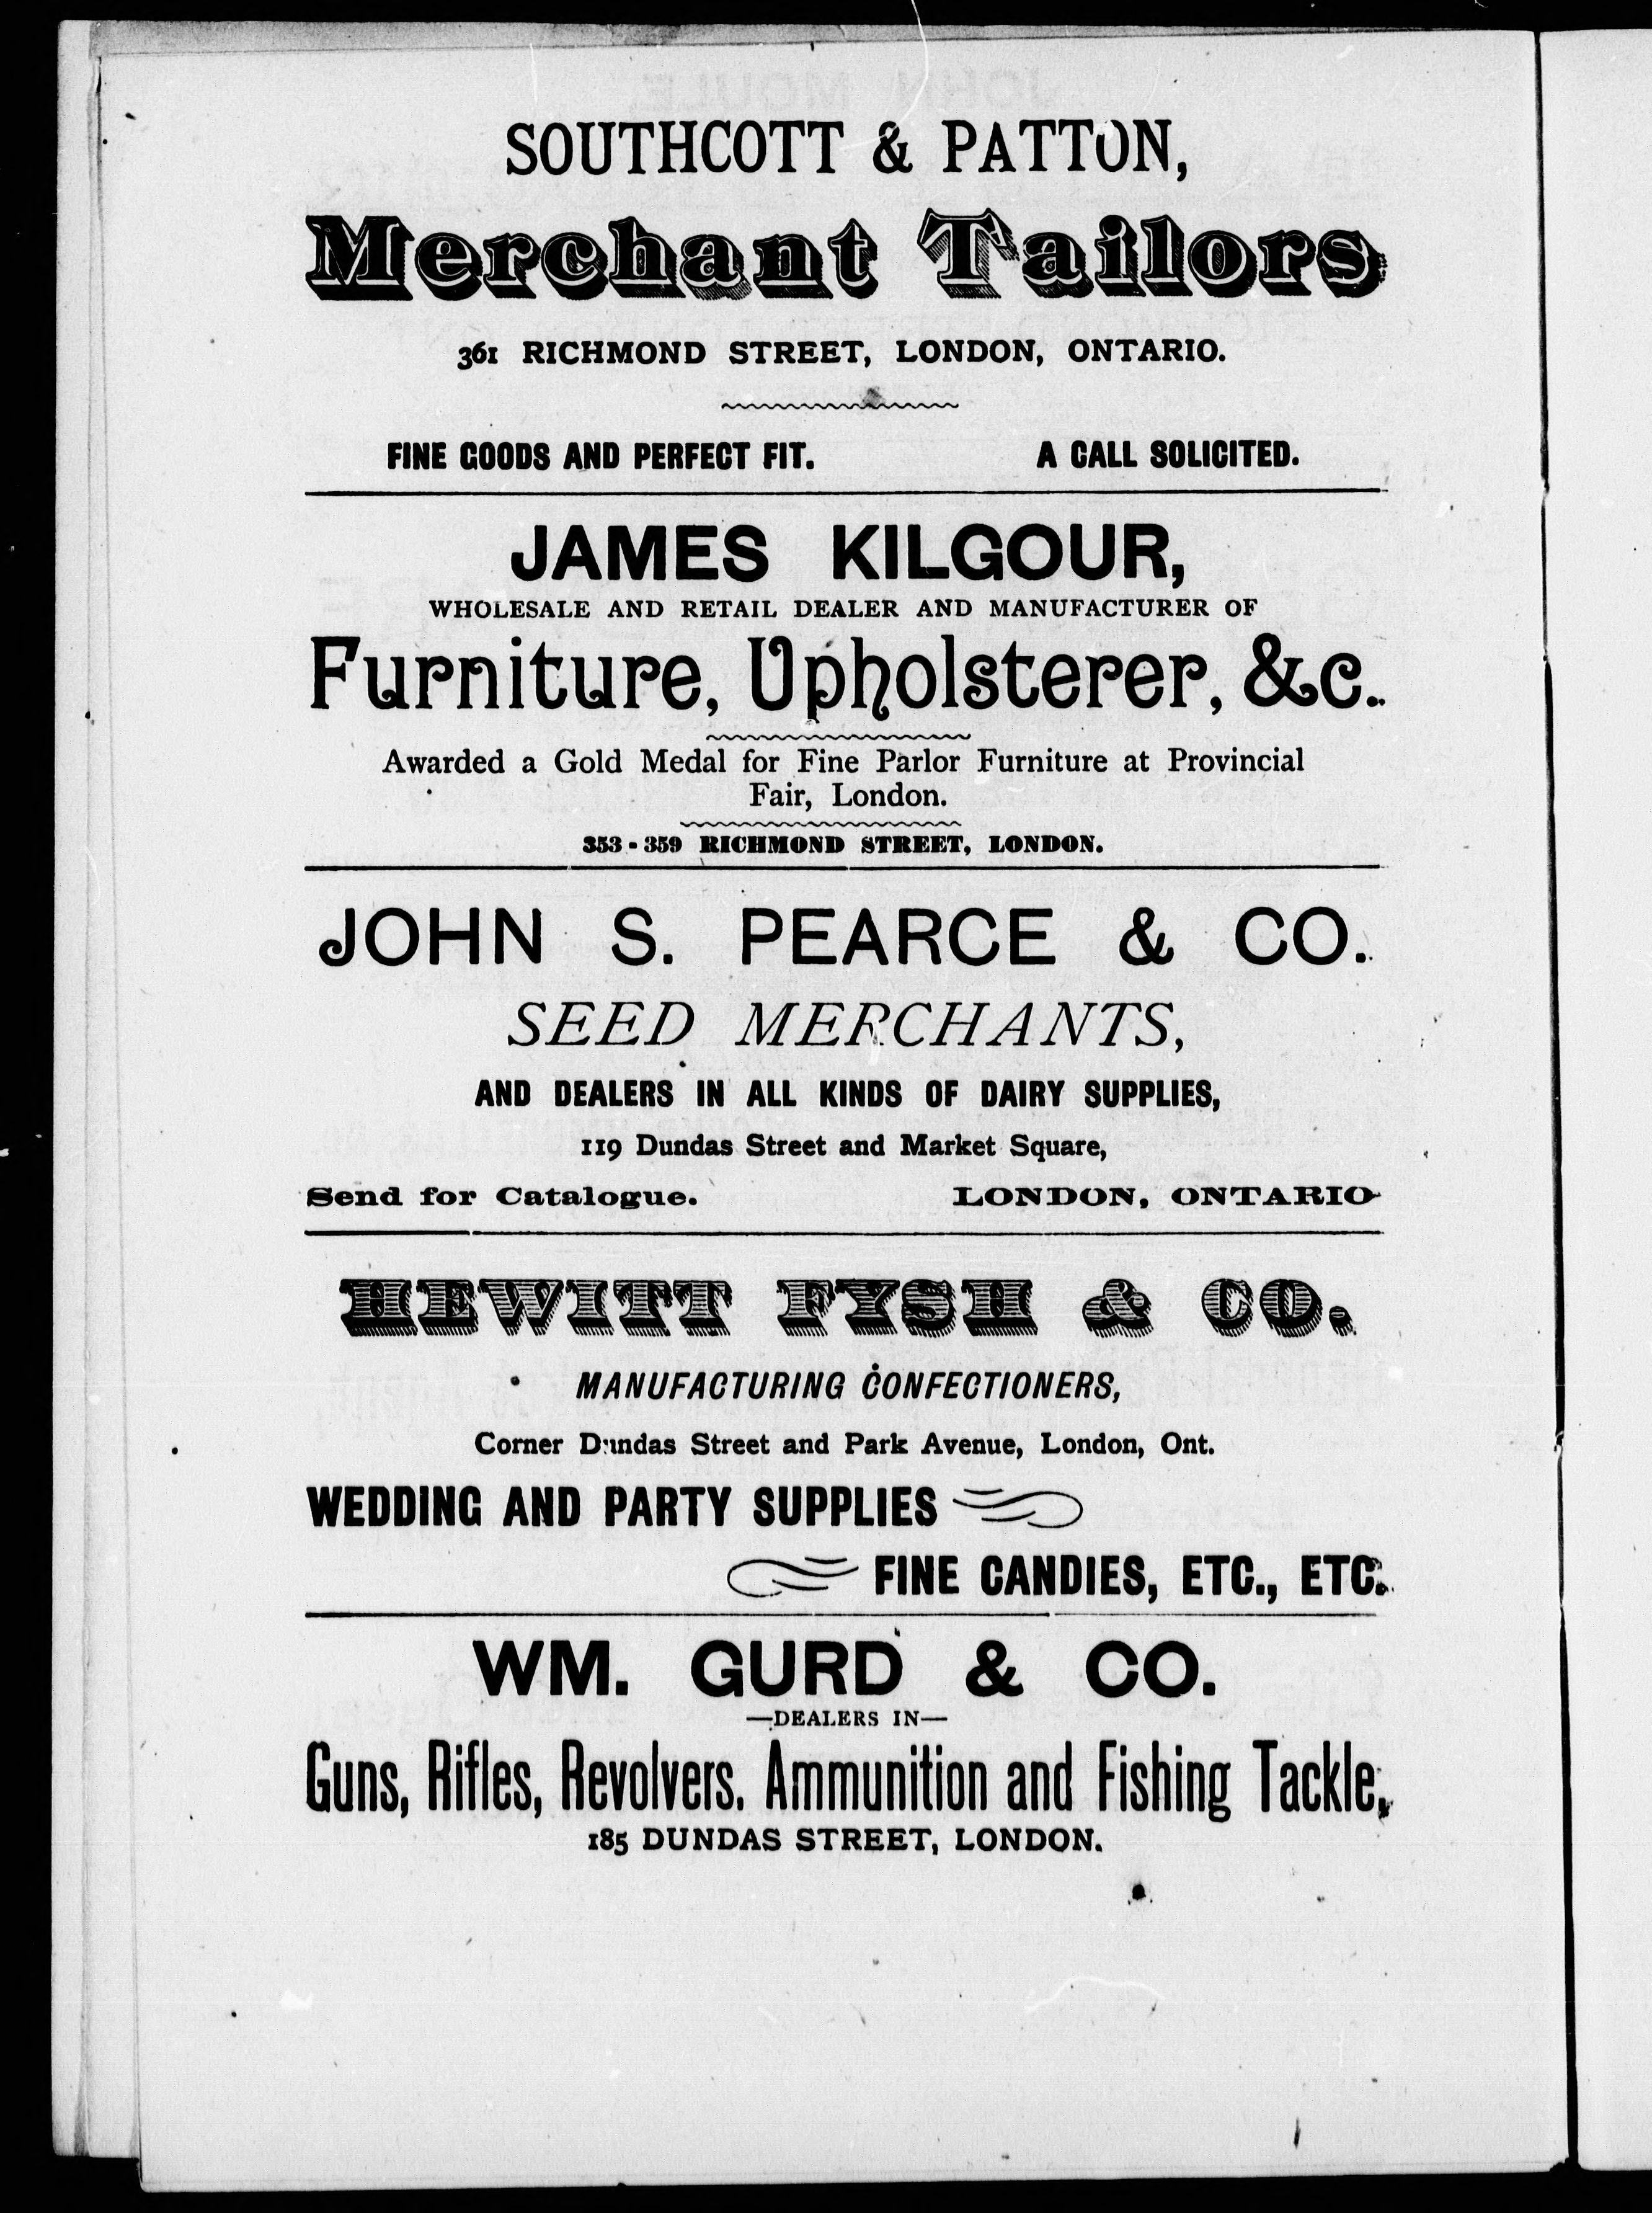 SOUTHCOTT & PATTON,
Merchant Tailors
361 RICHMOND STREET, LONDON, ONTARIO.
FINE GOODS AND PERFECT FIT. A CALL SOLICITED.
JAMES KILGOUR,
WHOLESALE AND RETAIL DEALER AND MANUFACTURER OF
Furniture, Upholsterer, &c.
Awarded a Gold Medal for Fine Parlor Furniture at Provincial
Fair, London.
353-359 RICHMOND STREET, LONDON.
JOHN S. PEARCE & CO.
SEED MERCHANTS,
AND DEALERS IN ALL KINDS OF DAIRY SUPPLIES,
119 Dundas Street and Market Square,
Send for Catalogue. LONDON, ONTARIO
HEWITT FYSH & CO.
MANUFACTURING CONFECTIONERS,
Corner Dundas Street and Park Avenue, London, Ont.
WEDDING AND PARTY SUPPLIES
FINE CANDIES, ETC., ETC.
WM. GURD & CO.
—DEALERS IN—
Guns, Rifles, Revolvers, Ammunition and Fishing Tackle,
185 DUNDAS STREET, LONDON.